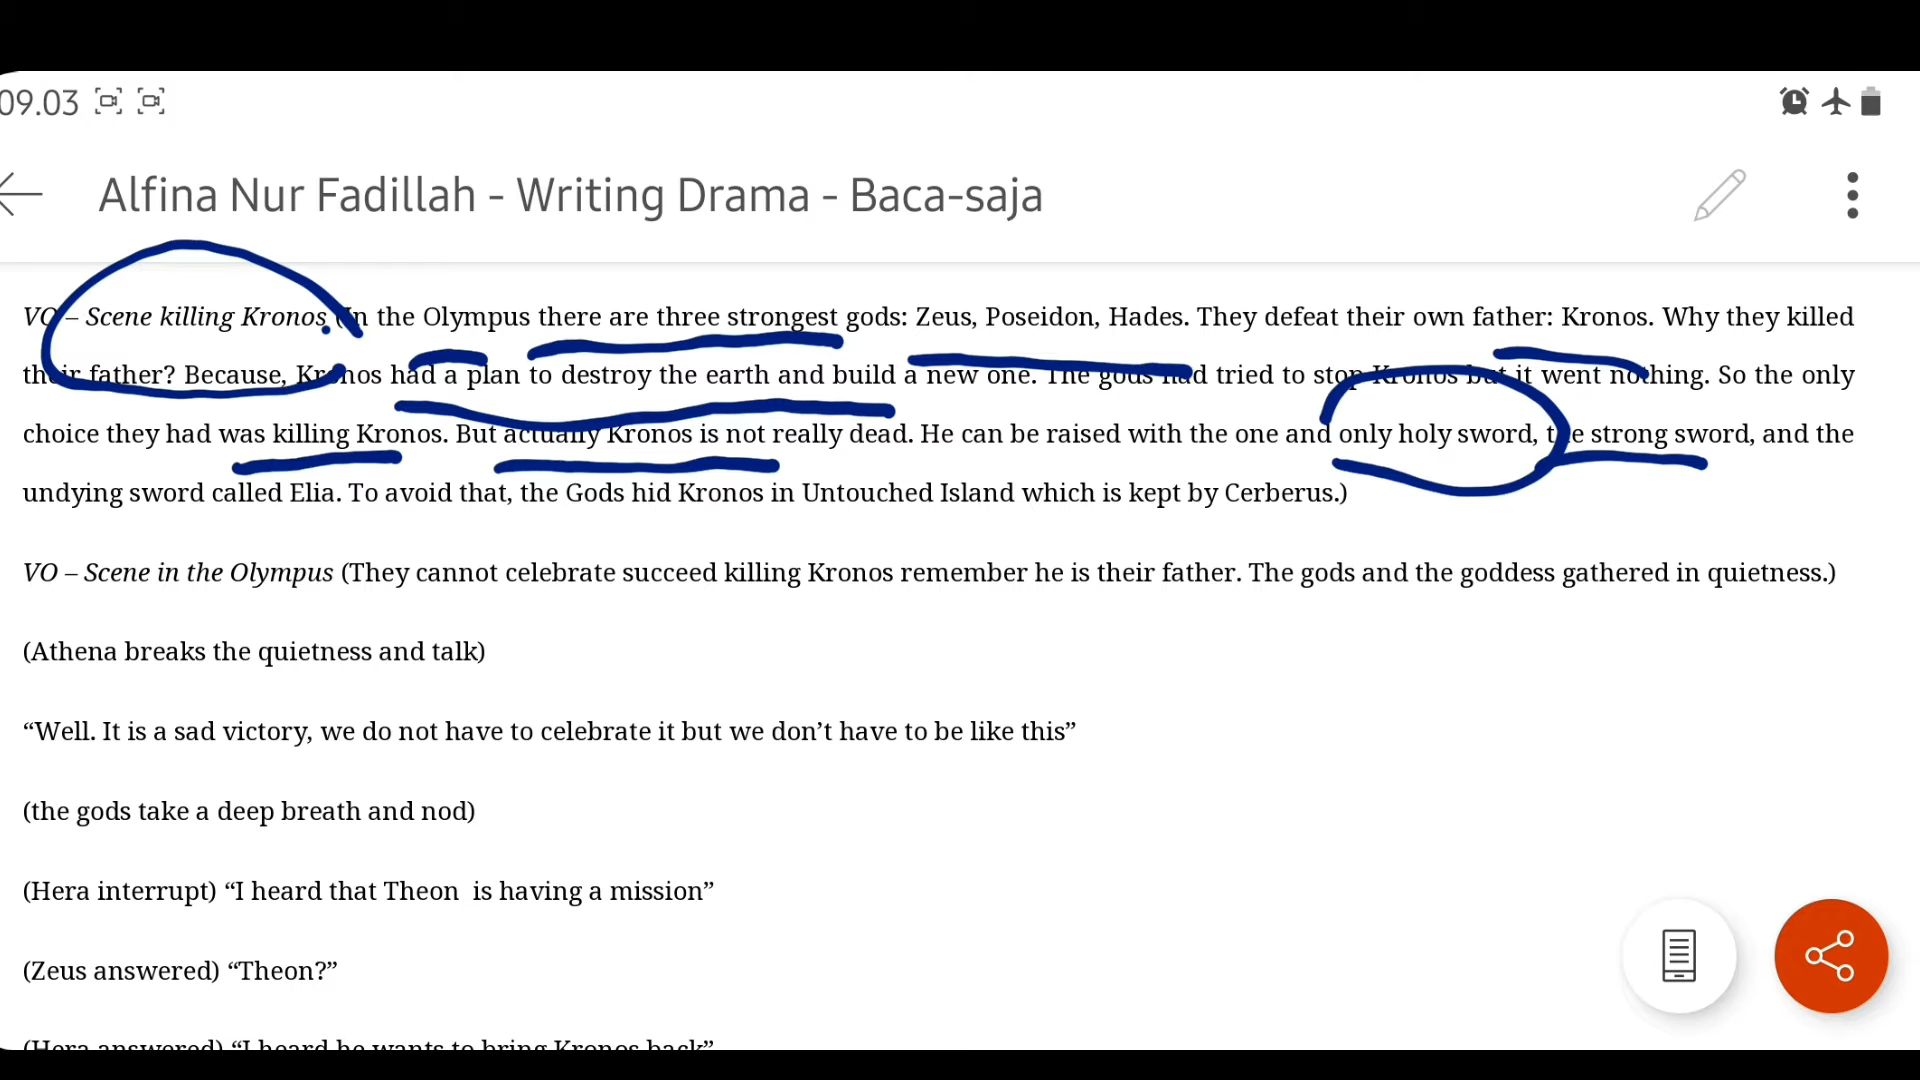 09.03
Alfina Nur Fadillah - Writing Drama - Baca-saja
VO – Scene killing Kronos. (In the Olympus there are three strongest gods: Zeus, Poseidon, Hades. They defeat their own father: Kronos. Why they killed
their father? Because, Kronos had a plan to destroy the earth and build a new one. The gods had tried to stop Kronos but it went nothing. So the only
choice they had was killing Kronos. But actually Kronos is not really dead. He can be raised with the one and only holy sword, the strong sword, and the
undying sword called Elia. To avoid that, the Gods hid Kronos in Untouched Island which is kept by Cerberus.)
VO – Scene in the Olympus (They cannot celebrate succeed killing Kronos remember he is their father. The gods and the goddess gathered in quietness.)
(Athena breaks the quietness and talk)
“Well. It is a sad victory, we do not have to celebrate it but we don’t have to be like this”
(the gods take a deep breath and nod)
(Hera interrupt) “I heard that Theon  is having a mission”
(Zeus answered) “Theon?”
(Hera answered) “I heard he wants to bring Kronos back”